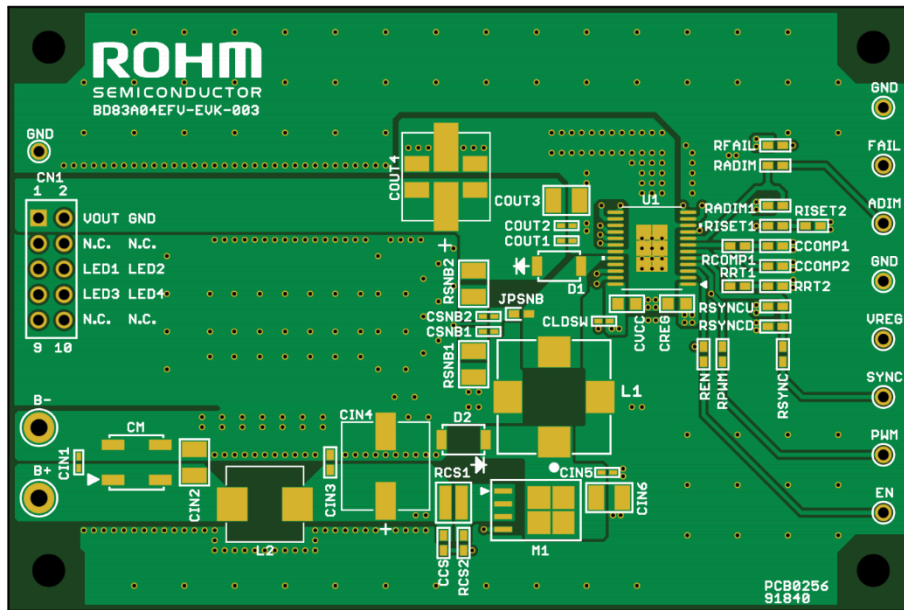 ROHM
SEMICONDUCTOR
BD83A04EFV-EVK-003
GND
GND
CN1
1 2
VOUT GND
N.C. N.C.
LED1 LED2
LED3 LED4
N.C. N.C.
9 10
COUT4
+
COUT3
COUT2
COUT1
D1
U1
RFAIL
RADIM
FAIL
RADIM1
RISET2
RISET1
ADIM
RCOMP1
CCOMP1
CCOMP2
GND
RRT1
RRT2
RSYNCU
RSYNCD
VREG
RSNB2
JPSNB
CSNB2
CSNB1
CLDSW
CVCC
CREG
RSNB1
L1
REN
RPWM
RSYNC
SYNC
B-
CIN1
CM
CIN4
D2
PWM
B+
CIN2
CIN3
RCS1
CIN5
CIN6
EN
+
L2
CCS
RCS2
M1
PCB0256
91840